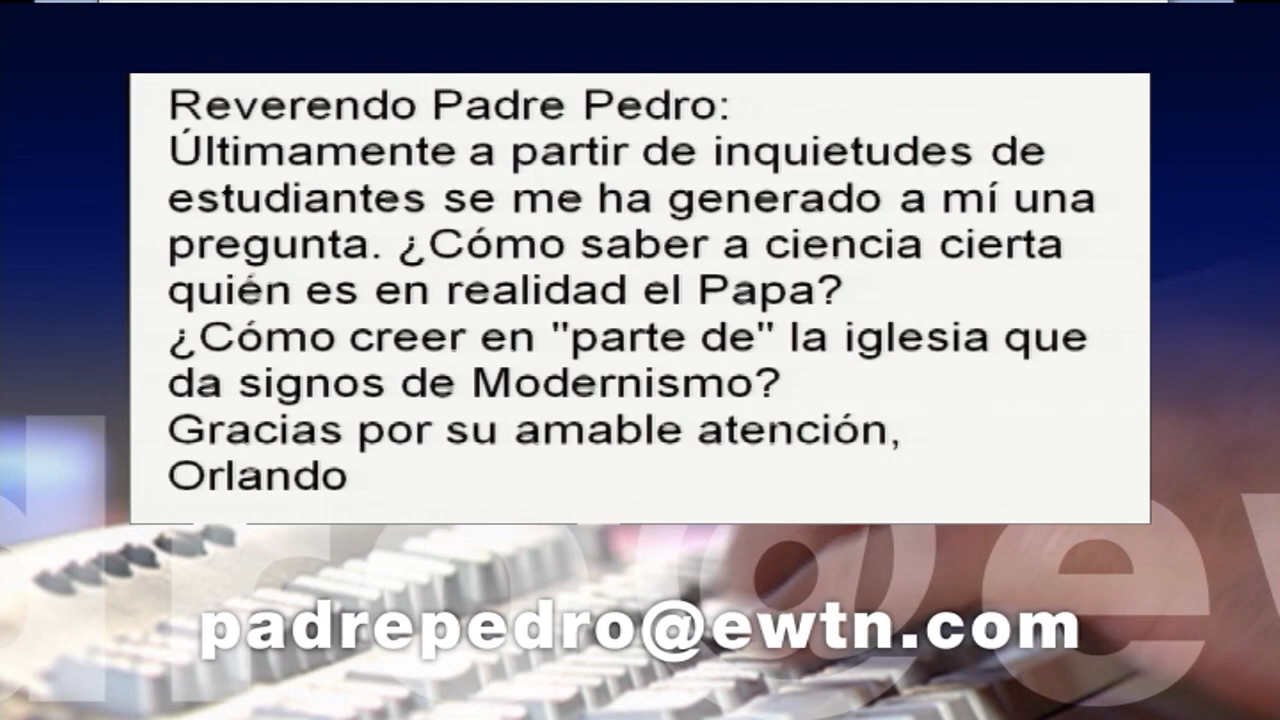 Reverendo Padre Pedro:
Últimamente a partir de inquietudes de
estudiantes se me ha generado a mí una
pregunta. ¿Cómo saber a ciencia cierta
quién es en realidad el Papa?
¿Cómo creer en "parte de" la iglesia que
da signos de Modernismo?
Gracias por su amable atención,
Orlando
padrepedro@ewtn.com